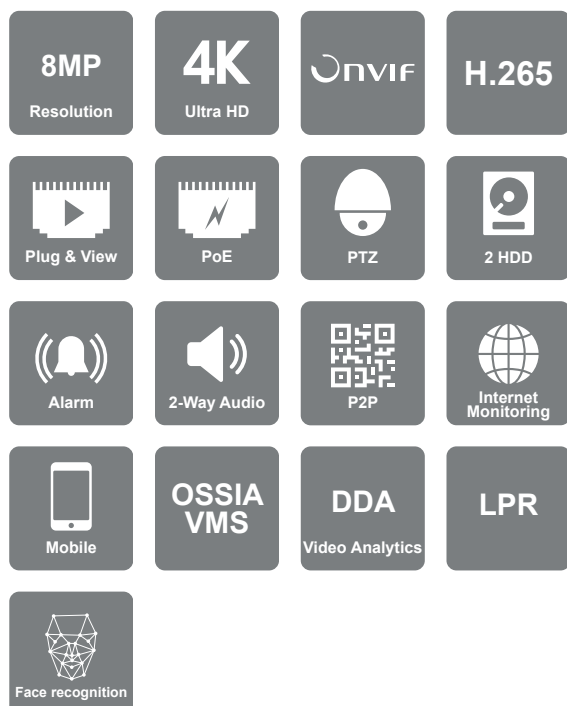 8MP
Resolution
4K
Ultra HD
ONVIF
H.265
Plug & View
PoE
PTZ
2 HDD
Alarm
2-Way Audio
P2P
Internet
Monitoring
Mobile
OSSIA
VMS
DDA
Video Analytics
LPR
Face recognition